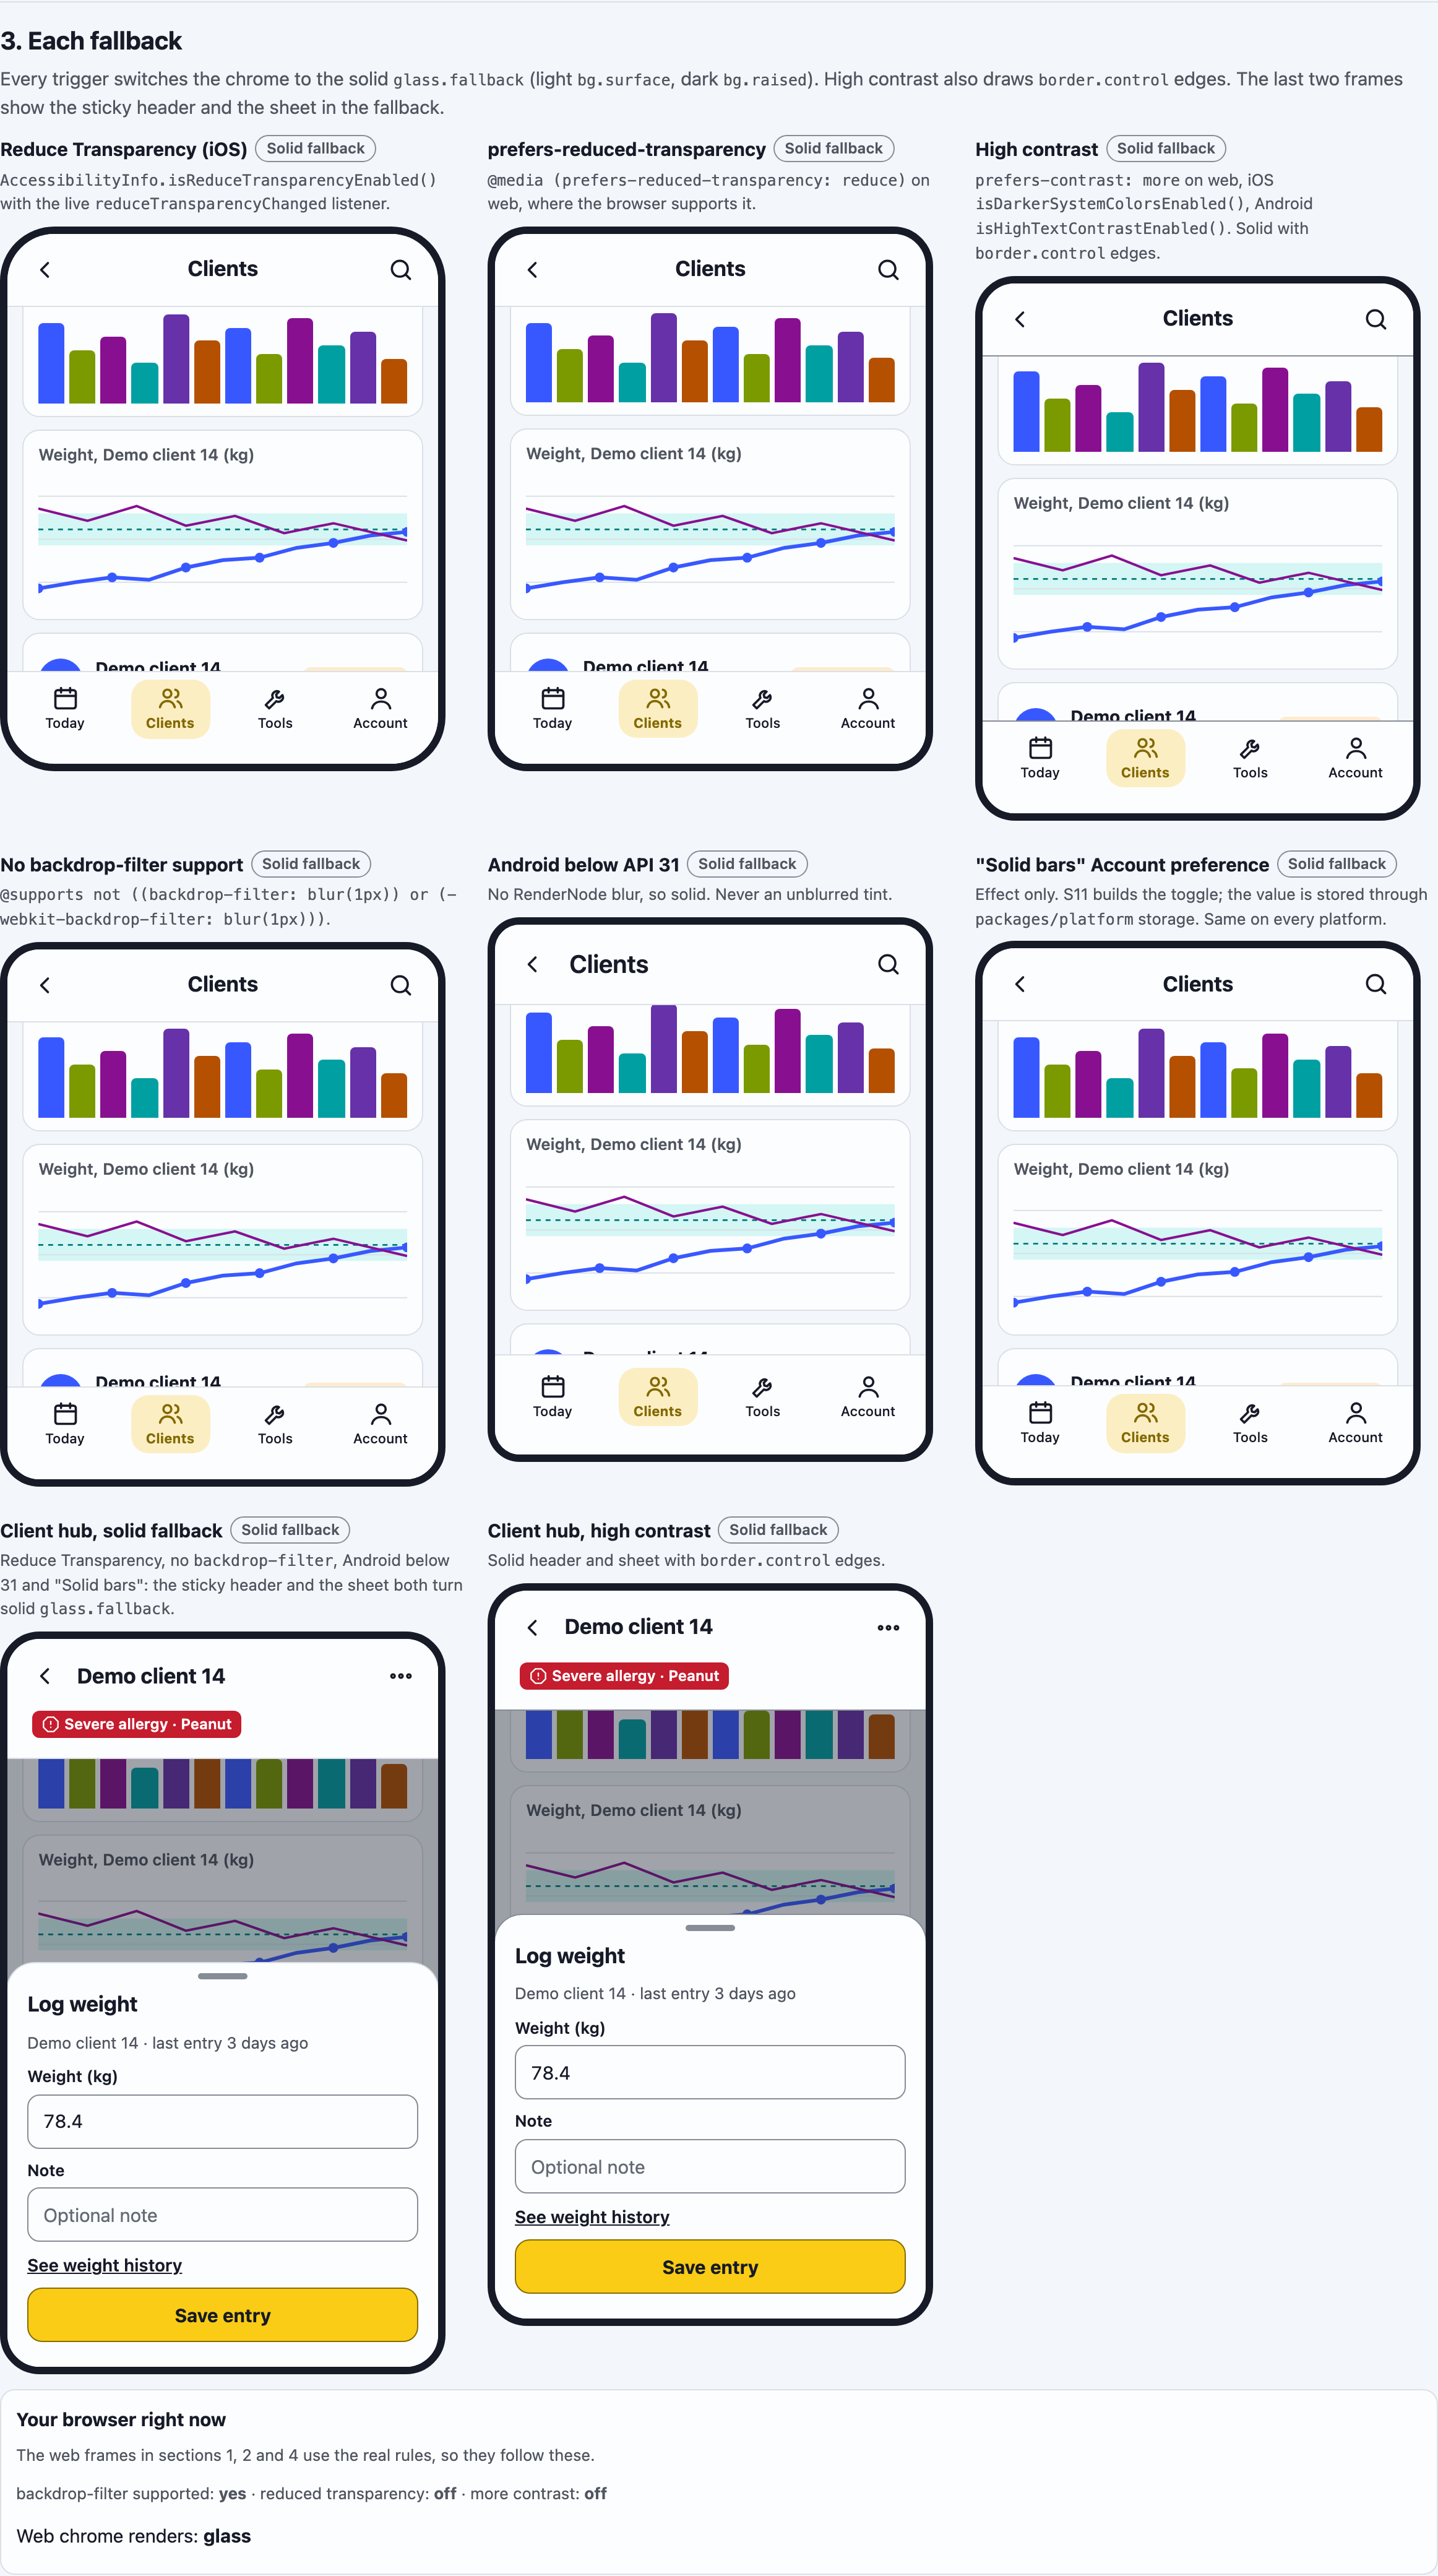 3. Each fallback
Every trigger switches the chrome to the solid glass.fallback (light bg.surface, dark bg.raised). High contrast also draws border.control edges. The last two frames
show the sticky header and the sheet in the fallback.
Reduce Transparency (iOS) Solid fallback
AccessibilityInfo.isReduceTransparencyEnabled()
with the live reduceTransparencyChanged listener.
Clients
Weight, Demo client 14 (kg)
Demo client 14
Today Clients Tools Account
prefers-reduced-transparency Solid fallback
@media (prefers-reduced-transparency: reduce) on
web, where the browser supports it.
Clients
Weight, Demo client 14 (kg)
Demo client 14
Today Clients Tools Account
High contrast Solid fallback
prefers-contrast: more on web, iOS
isDarkerSystemColorsEnabled(), Android
isHighTextContrastEnabled(). Solid with
border.control edges.
Clients
Weight, Demo client 14 (kg)
Demo client 14
Today Clients Tools Account
No backdrop-filter support Solid fallback
@supports not ((backdrop-filter: blur(1px)) or (-
webkit-backdrop-filter: blur(1px))).
Clients
Weight, Demo client 14 (kg)
Demo client 14
Today Clients Tools Account
Android below API 31 Solid fallback
No RenderNode blur, so solid. Never an unblurred tint.
Clients
Weight, Demo client 14 (kg)
Today Clients Tools Account
"Solid bars" Account preference Solid fallback
Effect only. S11 builds the toggle; the value is stored through
packages/platform storage. Same on every platform.
Clients
Weight, Demo client 14 (kg)
Demo client 14
Today Clients Tools Account
Client hub, solid fallback Solid fallback
Reduce Transparency, no backdrop-filter, Android below
31 and "Solid bars": the sticky header and the sheet both turn
solid glass.fallback.
Demo client 14
Severe allergy · Peanut
Weight, Demo client 14 (kg)
Log weight
Demo client 14 · last entry 3 days ago
Weight (kg)
78.4
Note
Optional note
See weight history
Save entry
Client hub, high contrast Solid fallback
Solid header and sheet with border.control edges.
Demo client 14
Severe allergy · Peanut
Weight, Demo client 14 (kg)
Log weight
Demo client 14 · last entry 3 days ago
Weight (kg)
78.4
Note
Optional note
See weight history
Save entry
Your browser right now
The web frames in sections 1, 2 and 4 use the real rules, so they follow these.
backdrop-filter supported: yes · reduced transparency: off · more contrast: off
Web chrome renders: glass